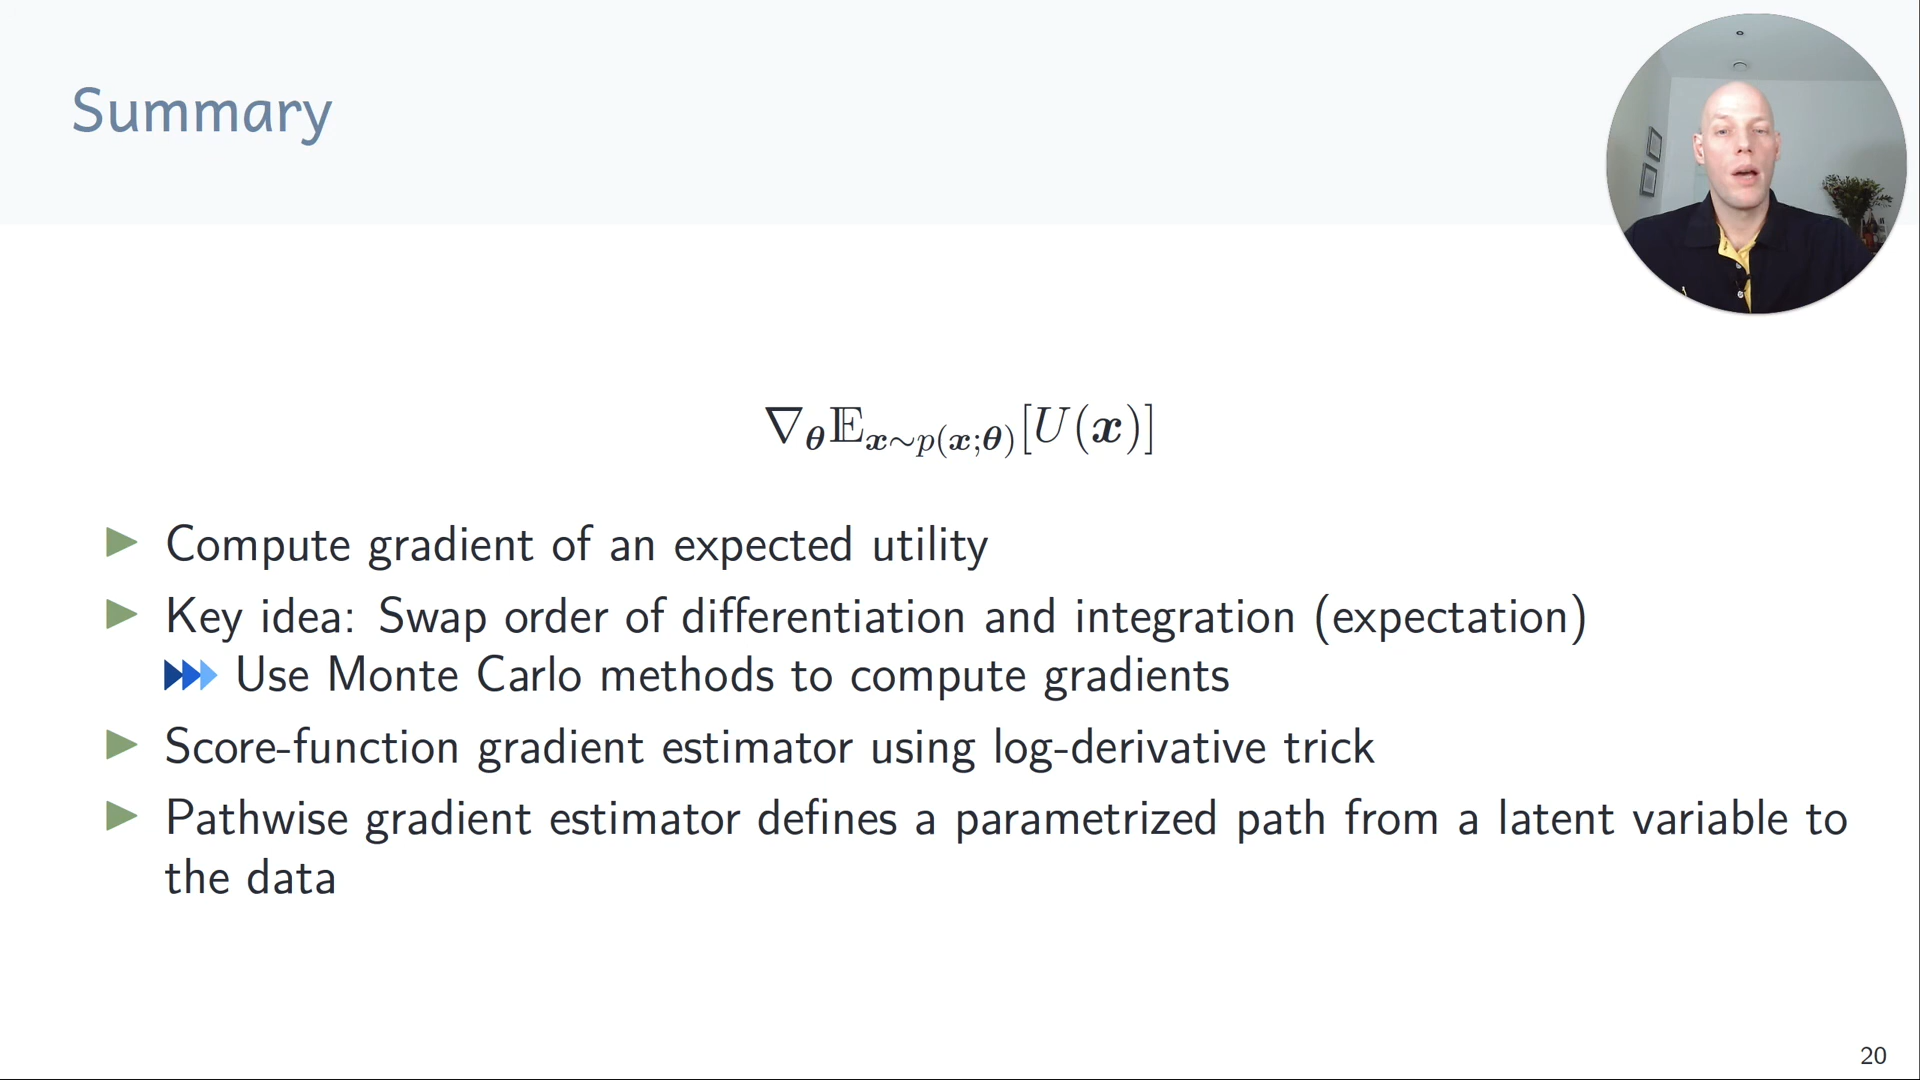 Summary
∇_θ 𝔼_{x∼p(x;θ)}[U(x)]
▶ Compute gradient of an expected utility
▶ Key idea: Swap order of differentiation and integration (expectation)
Use Monte Carlo methods to compute gradients
▶ Score-function gradient estimator using log-derivative trick
▶ Pathwise gradient estimator defines a parametrized path from a latent variable to
the data
20